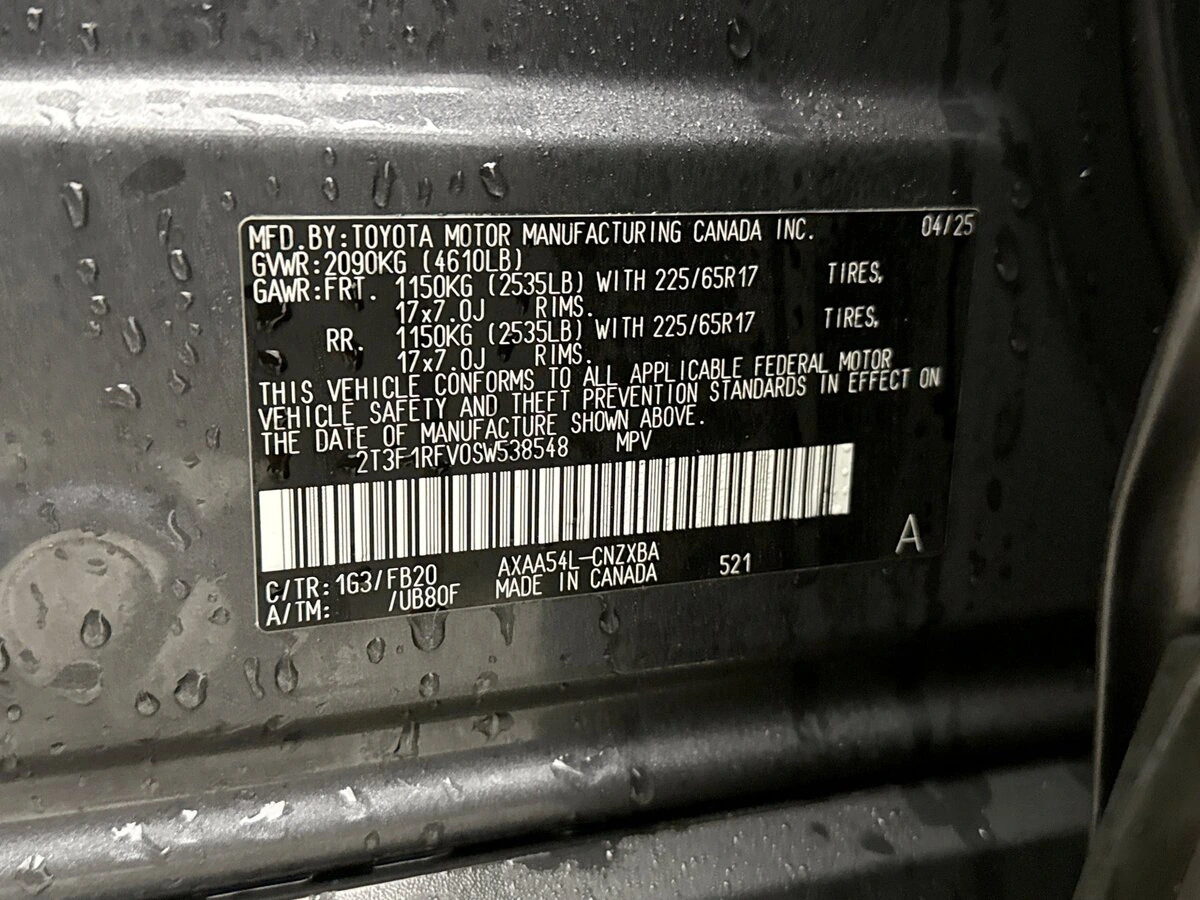 MFD.BY:TOYOTA MOTOR MANUFACTURING CANADA INC. 04/25
GVWR:2090KG (4610LB)
GAWR:FRT. 1150KG (2535LB) WITH 225/65R17 TIRES,
17x7.0J RIMS.
RR. 1150KG (2535LB) WITH 225/65R17 TIRES,
17x7.0J RIMS.
THIS VEHICLE CONFORMS TO ALL APPLICABLE FEDERAL MOTOR
VEHICLE SAFETY AND THEFT PREVENTION STANDARDS IN EFFECT ON
THE DATE OF MANUFACTURE SHOWN ABOVE.
2T3F1RFV0SW538548 MPV
A
C/TR:1G3/FB20 AXAA54L-CNZXBA 521
A/TM: /UB80F MADE IN CANADA